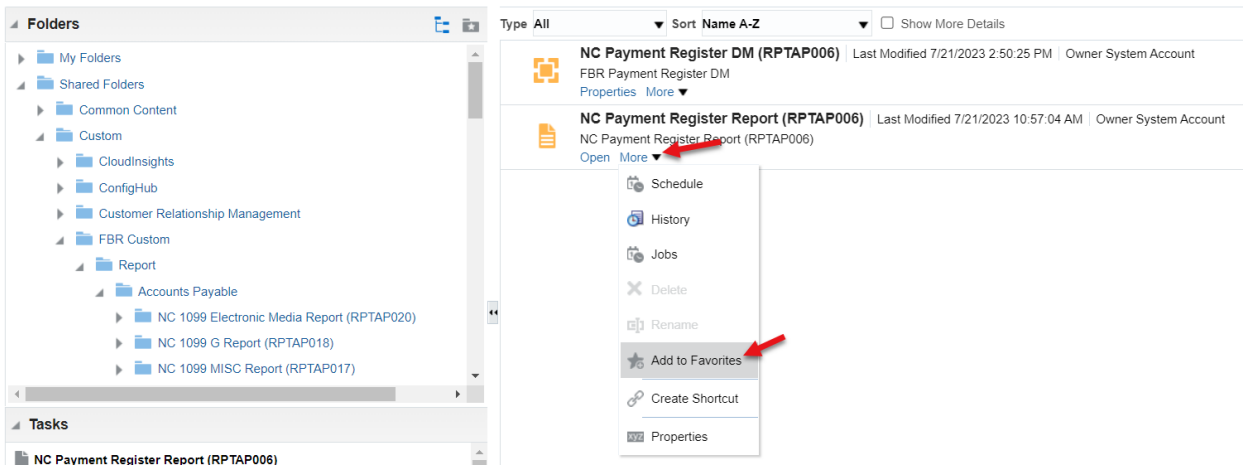 Folders
My Folders
Shared Folders
Common Content
Custom
CloudInsights
ConfigHub
Customer Relationship Management
FBR Custom
Report
Accounts Payable
NC 1099 Electronic Media Report (RPTAP020)
NC 1099 G Report (RPTAP018)
NC 1099 MISC Report (RPTAP017)
Tasks
NC Payment Register Report (RPTAP006)
Type All Sort Name A-Z Show More Details
NC Payment Register DM (RPTAP006) Last Modified 7/21/2023 2:50:25 PM Owner System Account
FBR Payment Register DM
Properties More
NC Payment Register Report (RPTAP006) Last Modified 7/21/2023 10:57:04 AM Owner System Account
NC Payment Register Report (RPTAP006)
Open More
Schedule
History
Jobs
Delete
Rename
Add to Favorites
Create Shortcut
xyz Properties